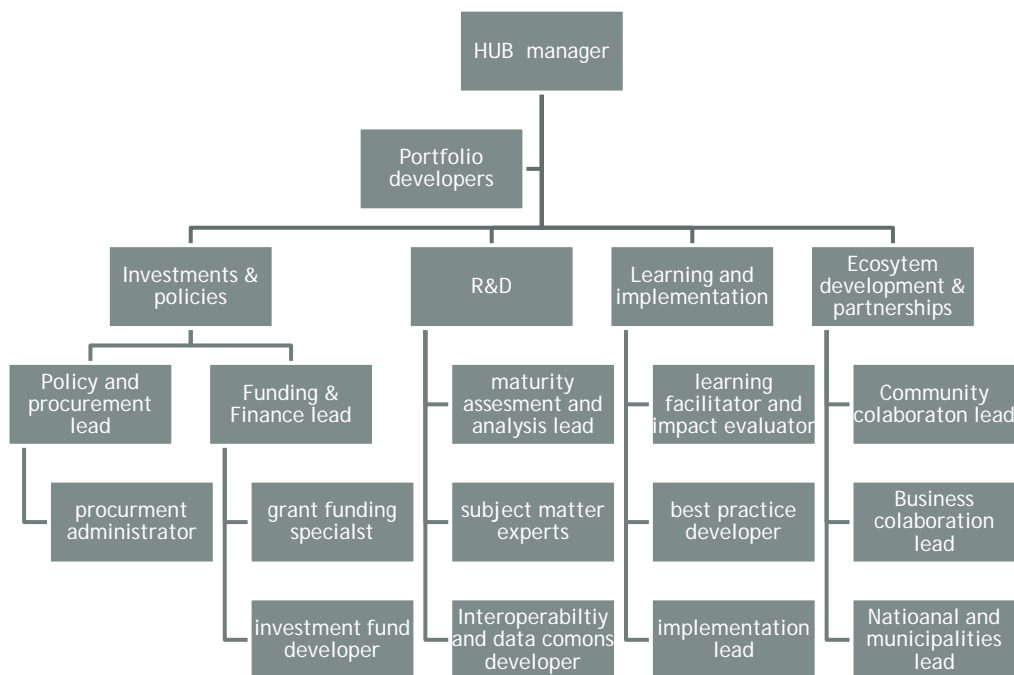 HUB  manager
Portfolio
developers
Investments &
policies
R&D
Learning and
implementation
Ecosytem
development &
partnerships
Policy and
procurement
lead
Funding &
Finance lead
maturity
assesment and
analysis lead
learning
facilitator and
impact evaluator
Community
colaboraton lead
procurment
administrator
grant funding
specialst
subject matter
experts
best practice
developer
Business
colaboration
lead
investment fund
developer
Interoperabiltiy
and data comons
developer
implementation
lead
Natioanal and
municipalities
lead